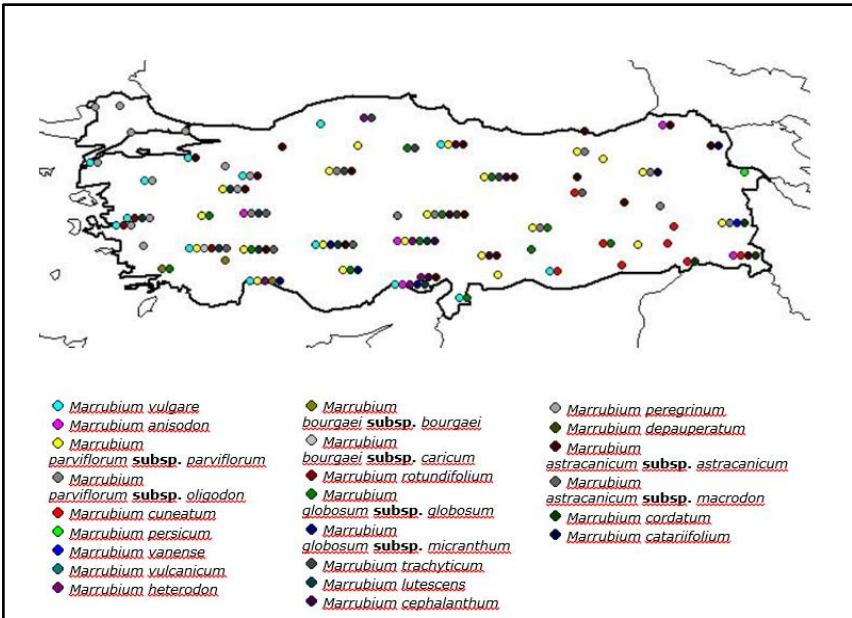 Marrubium vulgare
Marrubium anisodon
Marrubium
parviflorum subsp. parviflorum
Marrubium
parviflorum subsp. oligodon
Marrubium cuneatum
Marrubium persicum
Marrubium vanense
Marrubium vulcanicum
Marrubium heterodon
Marrubium
bourgaei subsp. bourgaei
Marrubium
bourgaei subsp. caricum
Marrubium rotundifolium
Marrubium
globosum subsp. globosum
Marrubium
globosum subsp. micranthum
Marrubium trachyticum
Marrubium lutescens
Marrubium cephalanthum
Marrubium peregrinum
Marrubium depauperatum
Marrubium
astracanicum subsp. astracanicum
Marrubium
astracanicum subsp. macrodon
Marrubium cordatum
Marrubium catariifolium